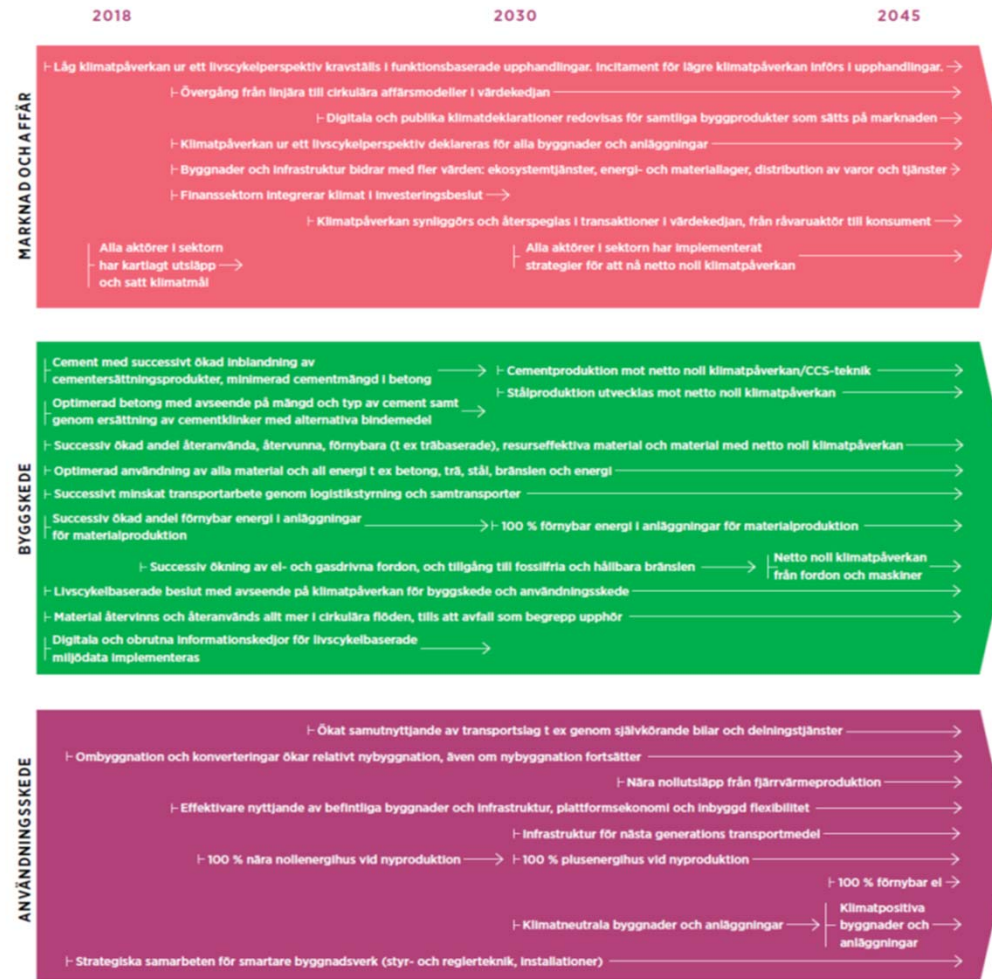 2018
2030
2045
MARKNAD OCH AFFÄR
Låg klimatpåverkan ur ett livscykelperspektiv kravställs i funktionsbaserade upphandlingar. Incitament för lägre klimatpåverkan införs i upphandlingar.
Övergång från linjära till cirkulära affärsmodeller i värdekedjan
Digitala och publika klimatdeklarationer redovisas för samtliga byggprodukter som sätts på marknaden
Klimatpåverkan ur ett livscykelperspektiv deklareras för alla byggnader och anläggningar
Byggnader och infrastruktur bidrar med fler värden: ekosystemtjänster, energi- och materiallager, distribution av varor och tjänster
Finanssektorn integrerar klimat i investeringsbeslut
Klimatpåverkan synliggörs och återspeglas i transaktioner i värdekedjan, från råvaruaktör till konsument
Alla aktörer i sektorn
har kartlagt utsläpp
och satt klimatmål
Alla aktörer i sektorn har implementerat
strategier för att nå netto noll klimatpåverkan
BYGGSKEDE
Cement med successivt ökad inblandning av
cementersättningsprodukter, minimerad cementmängd i betong
Cementproduktion mot netto noll klimatpåverkan/CCS-teknik
Stålproduktion utvecklas mot netto noll klimatpåverkan
Optimerad betong med avseende på mängd och typ av cement samt
genom ersättning av cementklinker med alternativa bindemedel
Successiv ökad andel återanvända, återvunna, förnybara (t ex träbaserade), resurseffektiva material och material med netto noll klimatpåverkan
Optimerad användning av alla material och all energi t ex betong, trä, stål, bränslen och energi
Successivt minskat transportarbete genom logistikstyrning och samtransporter
Successiv ökad andel förnybar energi i anläggningar
för materialproduktion
100 % förnybar energi i anläggningar för materialproduktion
Successiv ökning av el- och gasdrivna fordon, och tillgång till fossilfria och hållbara bränslen
Netto noll klimatpåverkan
från fordon och maskiner
Livscykelbaserade beslut med avseende på klimatpåverkan för byggskede och användningsskede
Material återvinns och återanvänds allt mer i cirkulära flöden, tills att avfall som begrepp upphör
Digitala och obrutna informationskedjor för livscykelbaserade
miljödata implementeras
ANVÄNDNINGSSKEDE
Ökat samutnyttjande av transportslag t ex genom självkörande bilar och delningstjänster
Ombyggnation och konverteringar ökar relativt nybyggnation, även om nybyggnation fortsätter
Nära nollutsläpp från fjärrvärmeproduktion
Effektivare nyttjande av befintliga byggnader och infrastruktur, plattformsekonomi och inbyggd flexibilitet
Infrastruktur för nästa generations transportmedel
100 % nära nollenergihus vid nyproduktion
100 % plusenergihus vid nyproduktion
100 % förnybar el
Klimatneutrala byggnader och anläggningar
Klimatpositiva
byggnader och
anläggningar
Strategiska samarbeten för smartare byggnadsverk (styr- och reglerteknik, installationer)